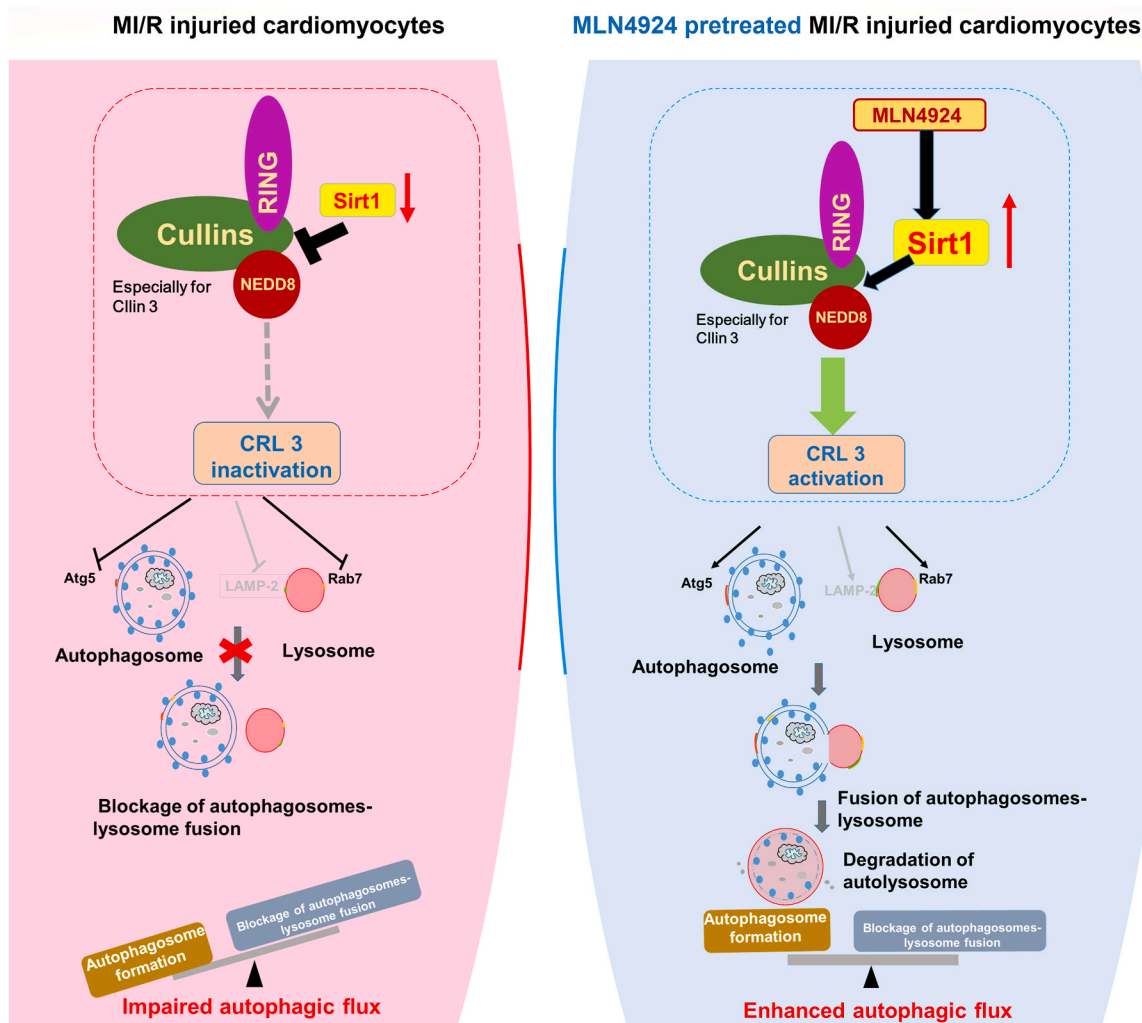 MI/R injuried cardiomyocytes
RING
Sirt1
Cullins
NEDD8
Especially for
Cllin 3
CRL 3
inactivation
Atg5
LAMP-2
Rab7
Autophagosome
Lysosome
Blockage of autophagosomes-
lysosome fusion
Autophagosome
formation
Blockage of autophagosomes-
lysosome fusion
Impaired autophagic flux
MLN4924 pretreated MI/R injuried cardiomyocytes
MLN4924
RING
Sirt1
Cullins
NEDD8
Especially for
Cllin 3
CRL 3
activation
Atg5
LAMP-2
Rab7
Lysosome
Autophagosome
Fusion of autophagosomes-
lysosome
Degradation of
autolysosome
Autophagosome
formation
Blockage of autophagosomes-
lysosome fusion
Enhanced autophagic flux